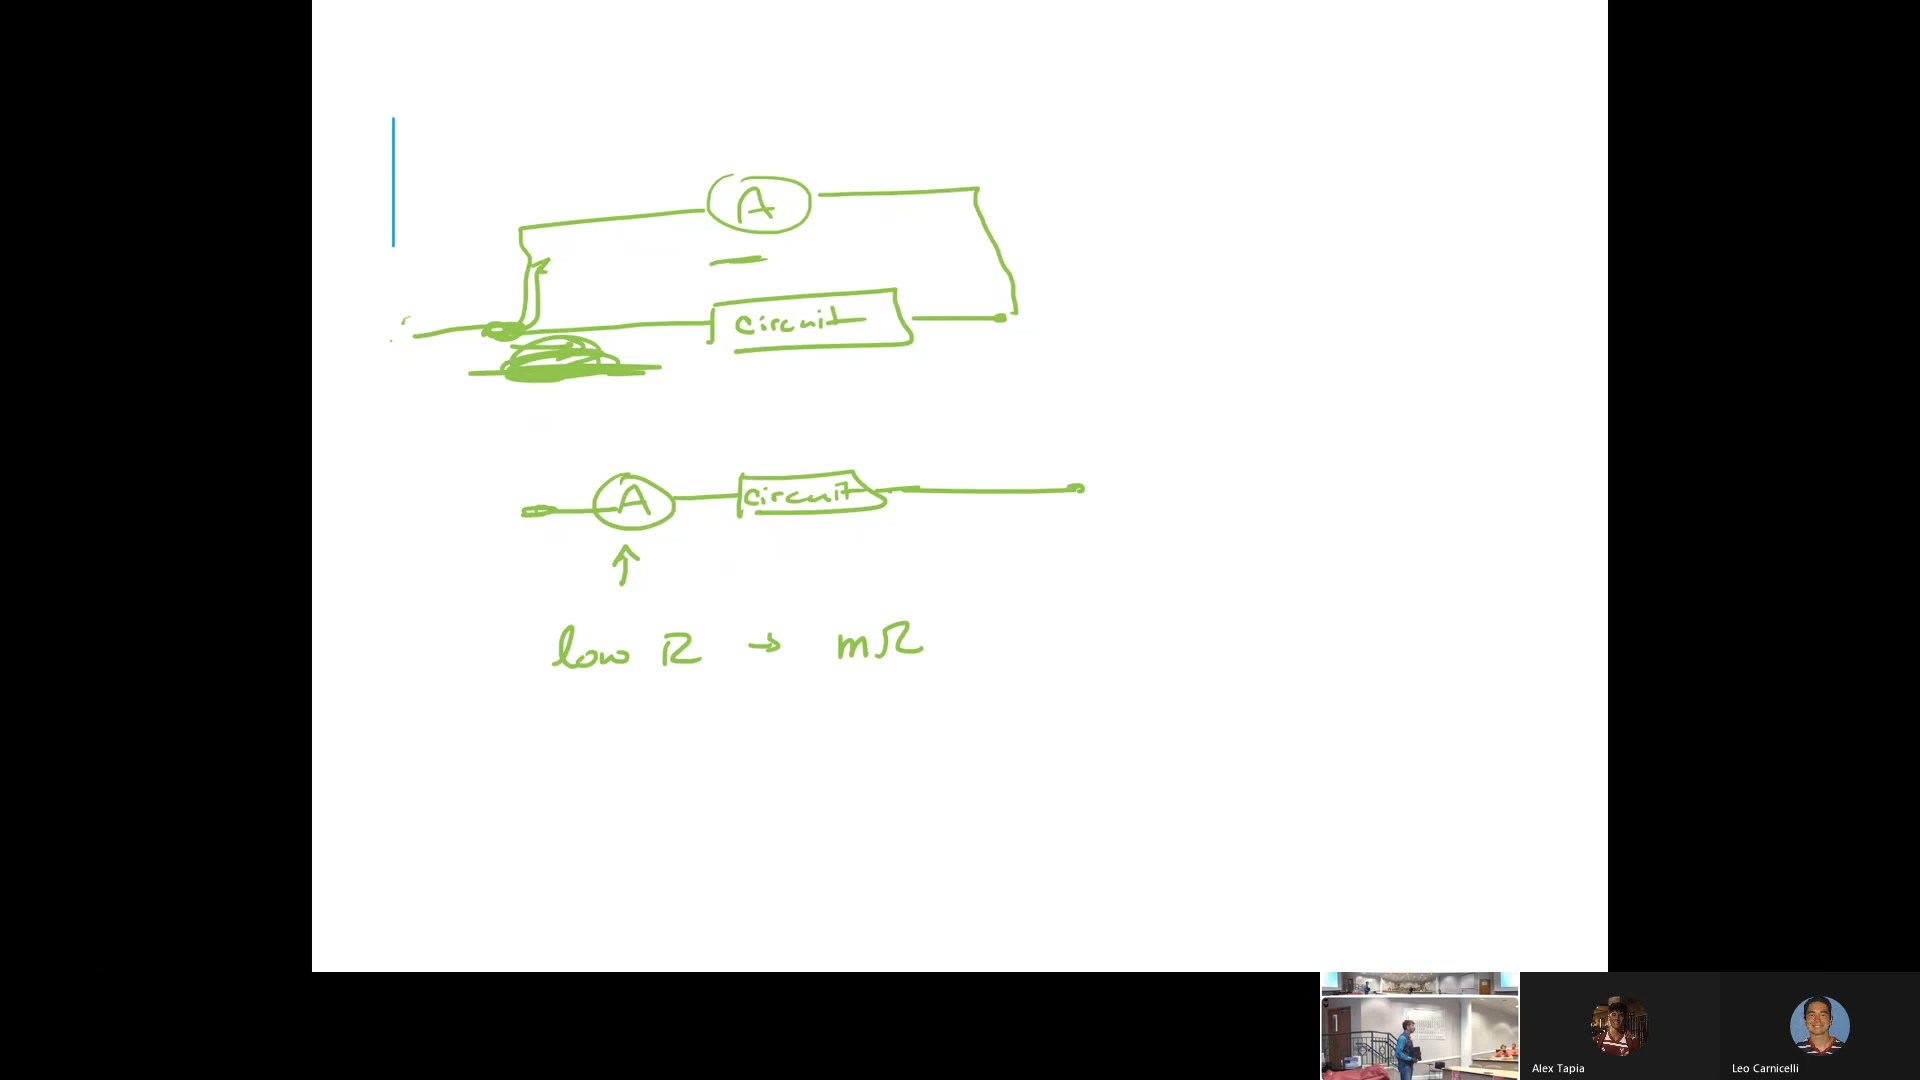 A
circuit
A circuit
low R → mΩ
Alex Tapia
Leo Carnicelli